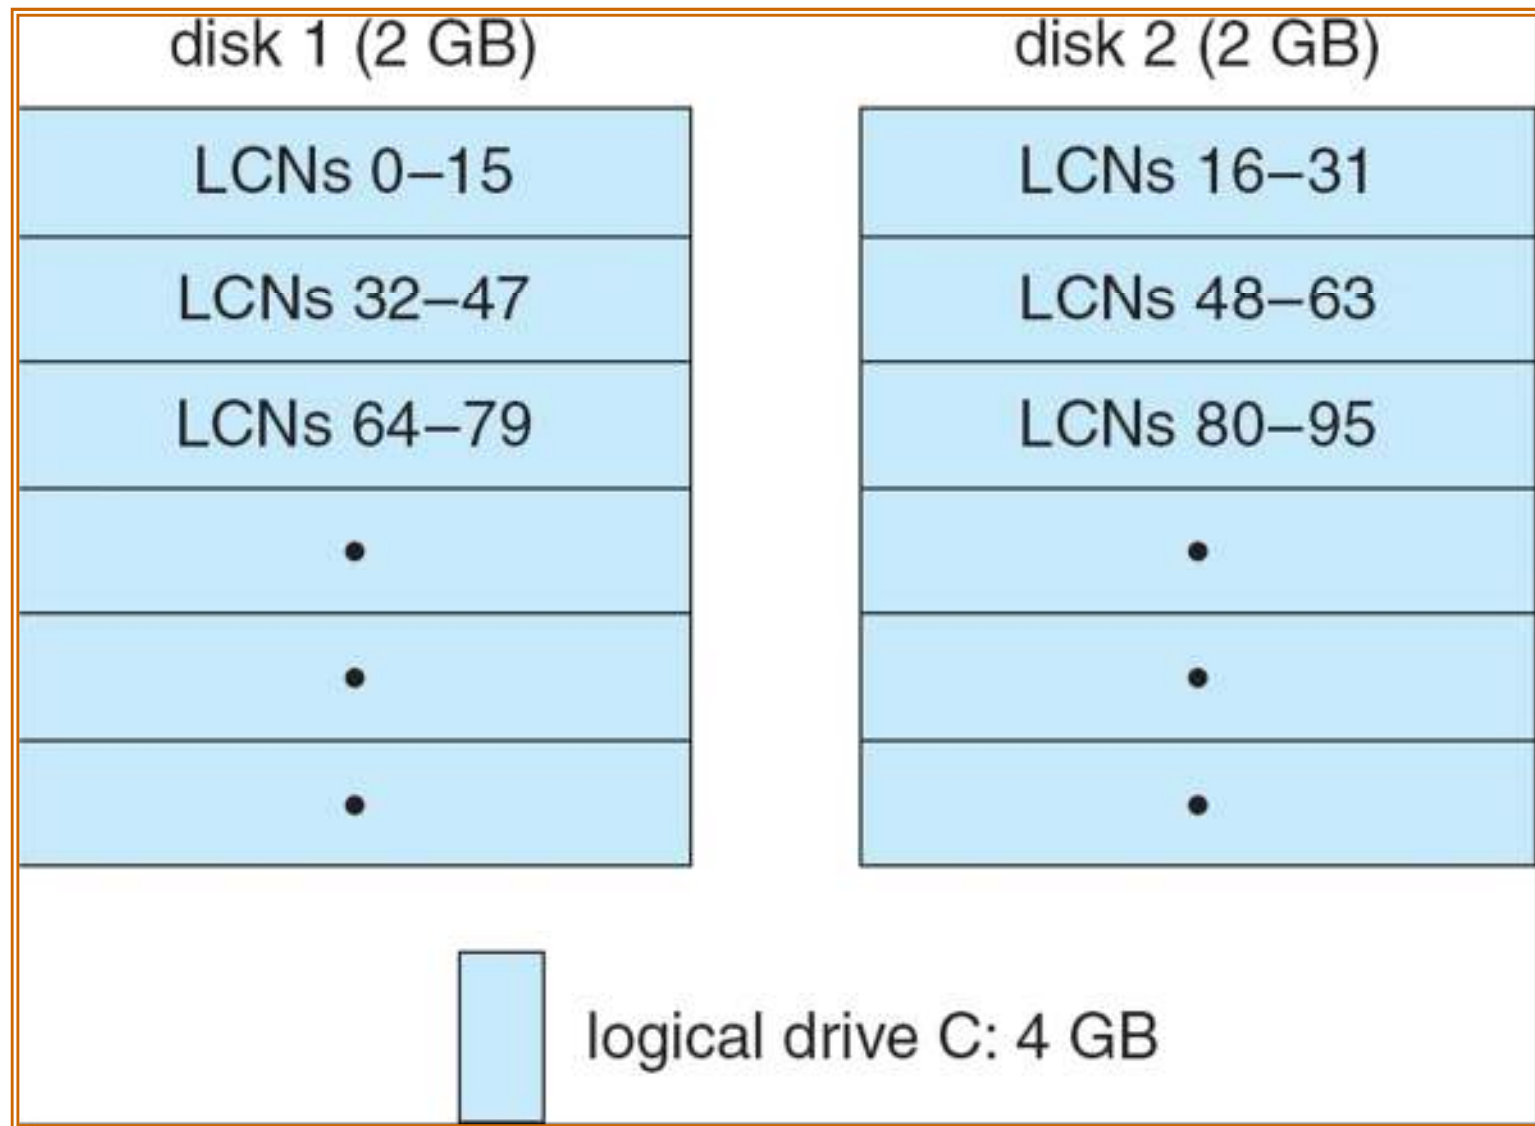 disk 1 (2 GB)
disk 2 (2 GB)
LCNs 0–15
LCNs 16–31
LCNs 32–47
LCNs 48–63
LCNs 64–79
LCNs 80–95
logical drive C: 4 GB